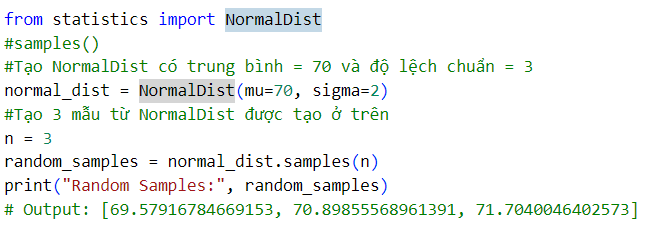 from statistics import NormalDist
#samples()
#Tạo NormalDist có trung bình = 70 và độ lệch chuẩn = 3
normal_dist = NormalDist(mu=70, sigma=2)
#Tạo 3 mẫu từ NormalDist được tạo ở trên
n = 3
random_samples = normal_dist.samples(n)
print("Random Samples:", random_samples)
# Output: [69.57916784669153, 70.89855568961391, 71.7040046402573]